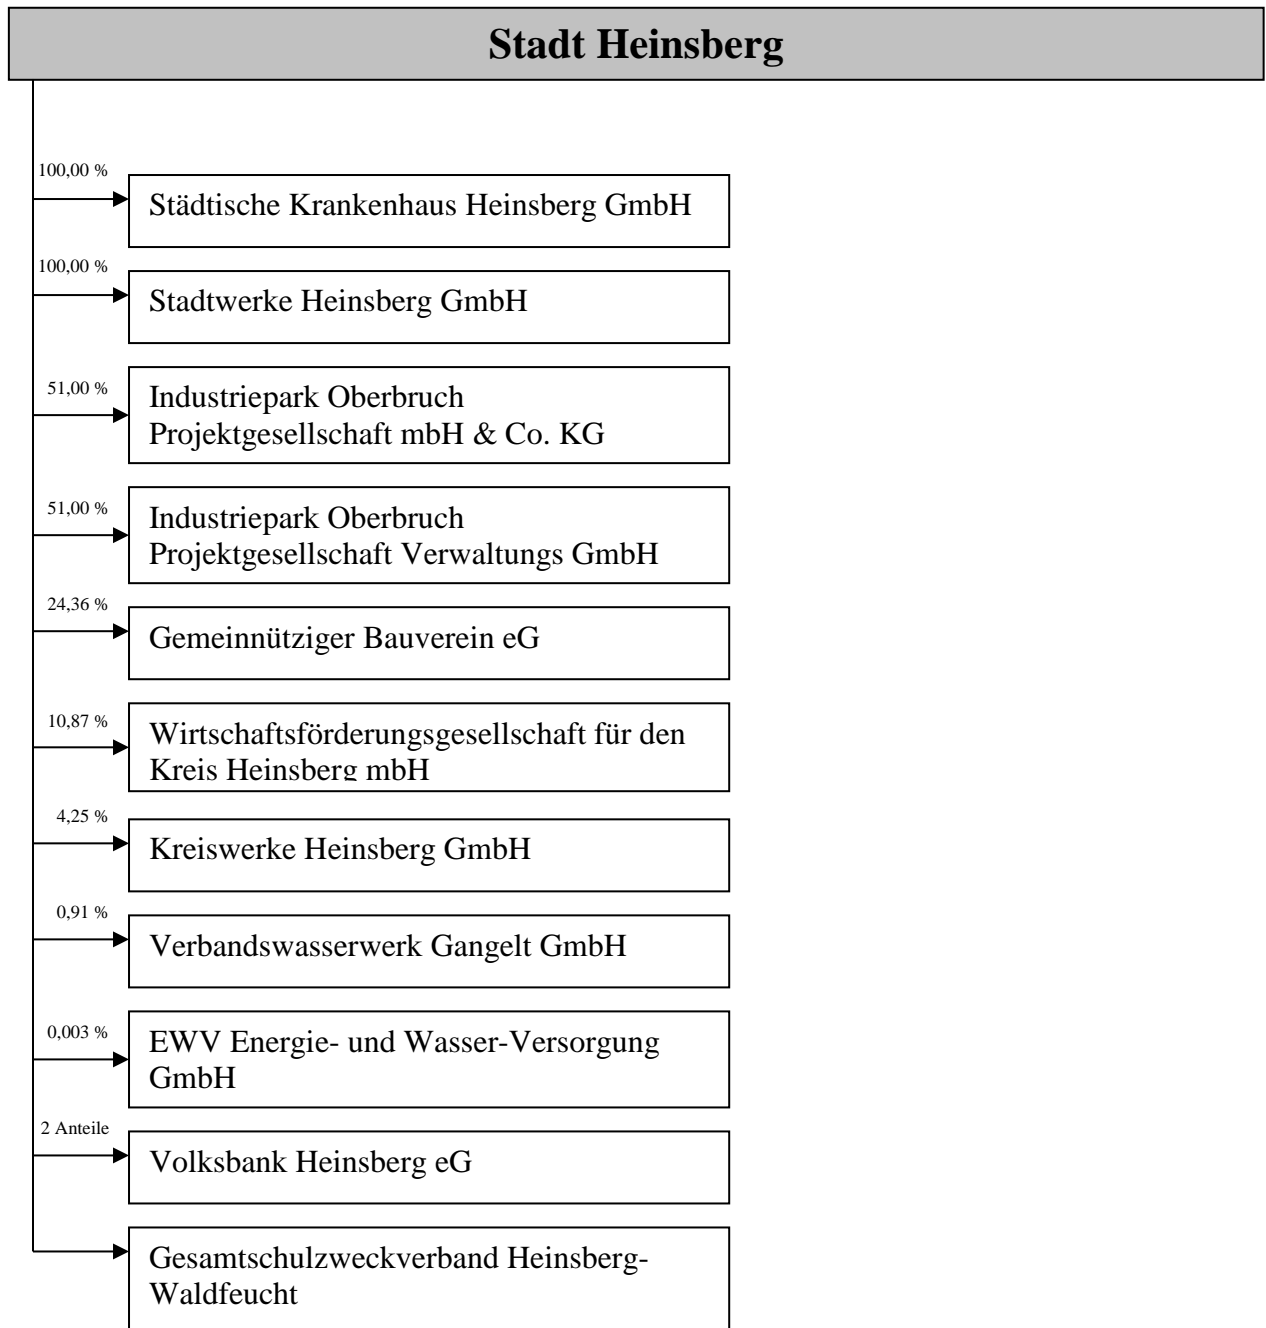 Stadt Heinsberg
100,00 %
Städtische Krankenhaus Heinsberg GmbH
100,00 %
Stadtwerke Heinsberg GmbH
51,00 %
Industriepark Oberbruch
Projektgesellschaft mbH & Co. KG
51,00 %
Industriepark Oberbruch
Projektgesellschaft Verwaltungs GmbH
24,36 %
Gemeinnütziger Bauverein eG
10,87 %
Wirtschaftsförderungsgesellschaft für den
Kreis Heinsberg mbH
4,25 %
Kreiswerke Heinsberg GmbH
0,91 %
Verbandswasserwerk Gangelt GmbH
0,003 %
EWV Energie- und Wasser-Versorgung
GmbH
2 Anteile
Volksbank Heinsberg eG
Gesamtschulzweckverband Heinsberg-
Waldfeucht